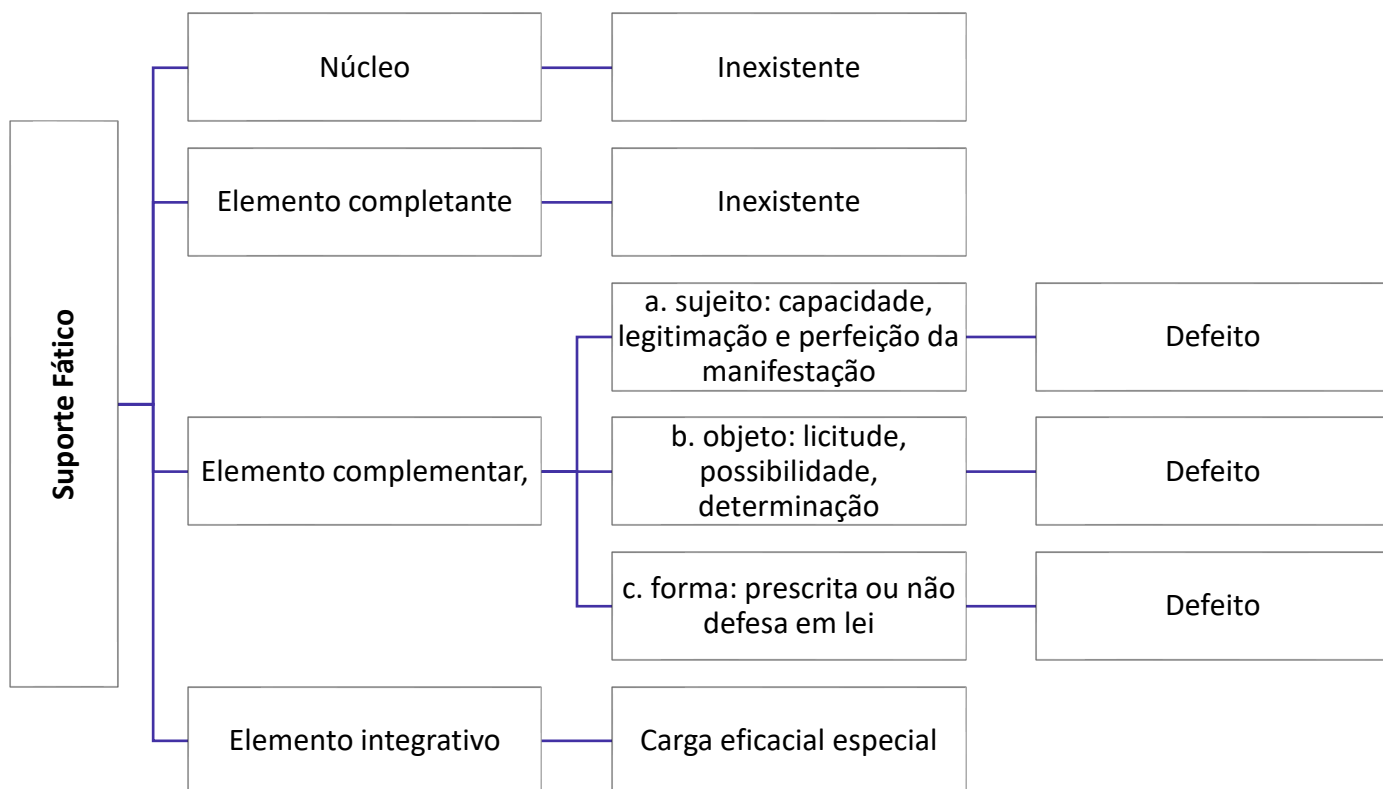 Suporte Fático
Núcleo
Inexistente
Elemento completante
Inexistente
Elemento complementar,
a. sujeito: capacidade,
legitimação e perfeição da
manifestação
Defeito
b. objeto: licitude,
possibilidade,
determinação
Defeito
c. forma: prescrita ou não
defesa em lei
Defeito
Elemento integrativo
Carga eficacial especial